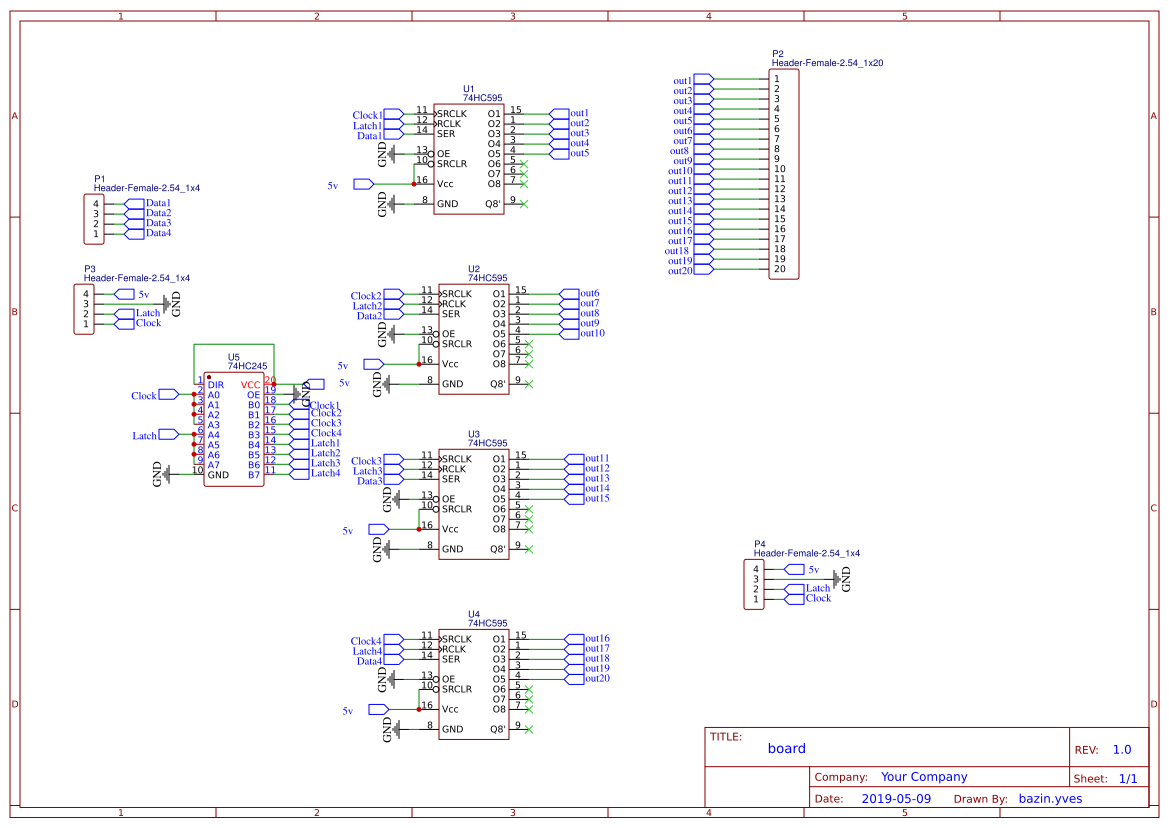 1 2 3 4 5
A
B
C
D
A
B
C
D
1 2 3 4 5
P1
Header-Female-2.54_1x4
4 Data1
3 Data2
2 Data3
1 Data4
P3
Header-Female-2.54_1x4
4 5v
3 GND
2 Latch
1 Clock
U5
74HC245
1 DIR VCC 20 5v
Clock 2 A0 OE 19 GND
3 A1 B0 18 Clock1
4 A2 B1 17 Clock2
5 A3 B2 16 Clock3
Latch 6 A4 B3 15 Clock4
7 A5 B4 14 Latch1
8 A6 B5 13 Latch2
9 A7 B6 12 Latch3
GND 10 GND B7 11 Latch4
U1
74HC595
Clock1 11 SRCLK O1 15 out1
Latch1 12 RCLK O2 1 out2
Data1 14 SER O3 2 out3
O4 3 out4
GND 13 OE O5 4 out5
10 SRCLR O6 5
O7 6
5v 16 Vcc O8 7
GND 8 GND Q8' 9
U2
74HC595
Clock2 11 SRCLK O1 15 out6
Latch2 12 RCLK O2 1 out7
Data2 14 SER O3 2 out8
O4 3 out9
GND 13 OE O5 4 out10
10 SRCLR O6 5
O7 6
5v 16 Vcc O8 7
GND 8 GND Q8' 9
U3
74HC595
Clock3 11 SRCLK O1 15 out11
Latch3 12 RCLK O2 1 out12
Data3 14 SER O3 2 out13
O4 3 out14
GND 13 OE O5 4 out15
10 SRCLR O6 5
O7 6
5v 16 Vcc O8 7
GND 8 GND Q8' 9
U4
74HC595
Clock4 11 SRCLK O1 15 out16
Latch4 12 RCLK O2 1 out17
Data4 14 SER O3 2 out18
O4 3 out19
GND 13 OE O5 4 out20
10 SRCLR O6 5
O7 6
5v 16 Vcc O8 7
GND 8 GND Q8' 9
P2
Header-Female-2.54_1x20
out1 1
out2 2
out3 3
out4 4
out5 5
out6 6
out7 7
out8 8
out9 9
out10 10
out11 11
out12 12
out13 13
out14 14
out15 15
out16 16
out17 17
out18 18
out19 19
out20 20
P4
Header-Female-2.54_1x4
4 5v
3 GND
2 Latch
1 Clock
TITLE:
board
REV: 1.0
Company: Your Company
Sheet: 1/1
Date: 2019-05-09 Drawn By: bazin.yves